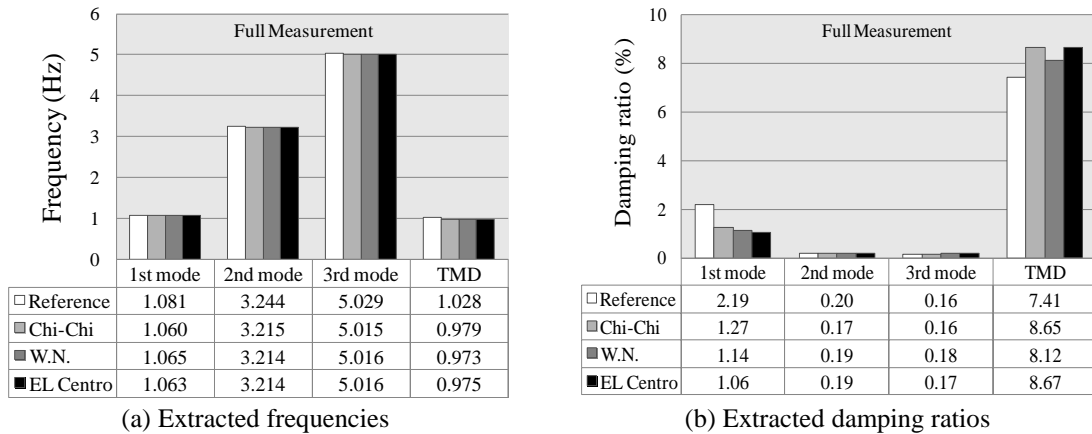 Full Measurement
Frequency (Hz)
6
5
4
3
2
1
0
1st mode 2nd mode 3rd mode TMD
Reference 1.081 3.244 5.029 1.028
Chi-Chi 1.060 3.215 5.015 0.979
W.N. 1.065 3.214 5.016 0.973
EL Centro 1.063 3.214 5.016 0.975
(a) Extracted frequencies
Full Measurement
Damping ratio (%)
10
8
6
4
2
0
1st mode 2nd mode 3rd mode TMD
Reference 2.19 0.20 0.16 7.41
Chi-Chi 1.27 0.17 0.16 8.65
W.N. 1.14 0.19 0.18 8.12
EL Centro 1.06 0.19 0.17 8.67
(b) Extracted damping ratios